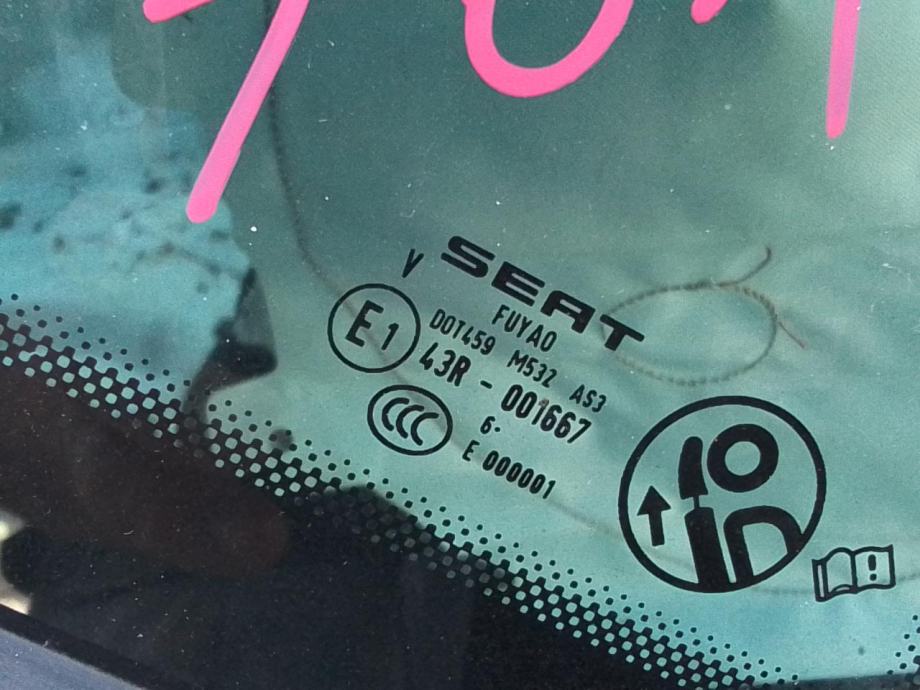 V SEAT
FUYAO
E1
DOT459 M532 AS3
43R - 001667
CCC
6·
E 000001